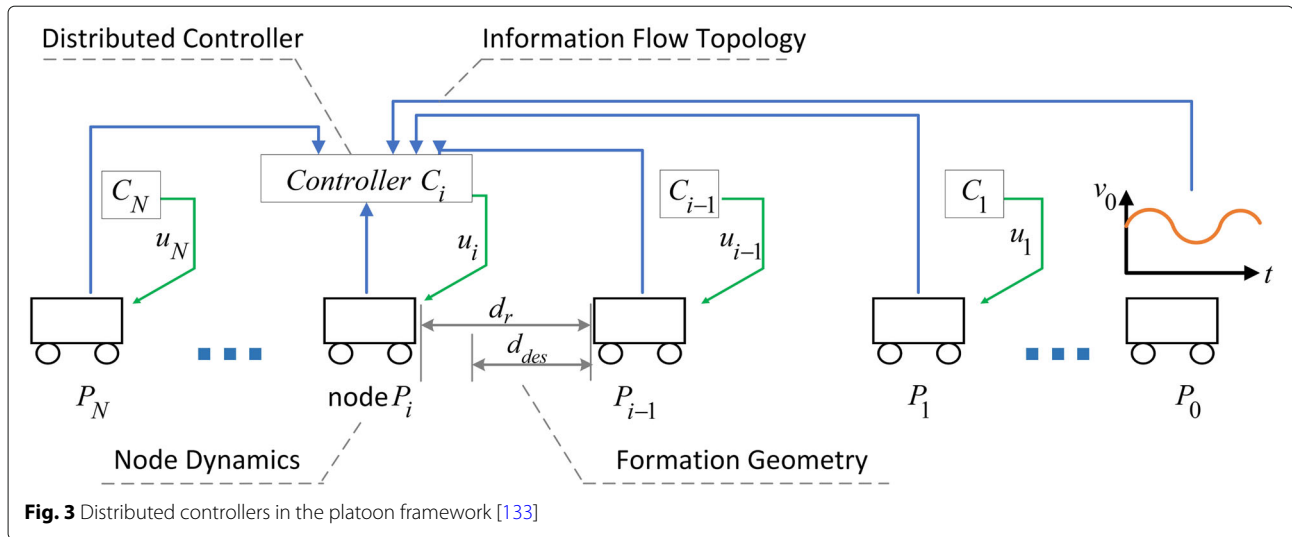 Distributed Controller
Information Flow Topology
Controller C_i
C_N
C_{i-1}
C_1
v_0
u_N
u_i
u_{i-1}
u_1
t
d_r
d_{des}
P_N
node P_i
P_{i-1}
P_1
P_0
Node Dynamics
Formation Geometry
Fig. 3 Distributed controllers in the platoon framework [133]